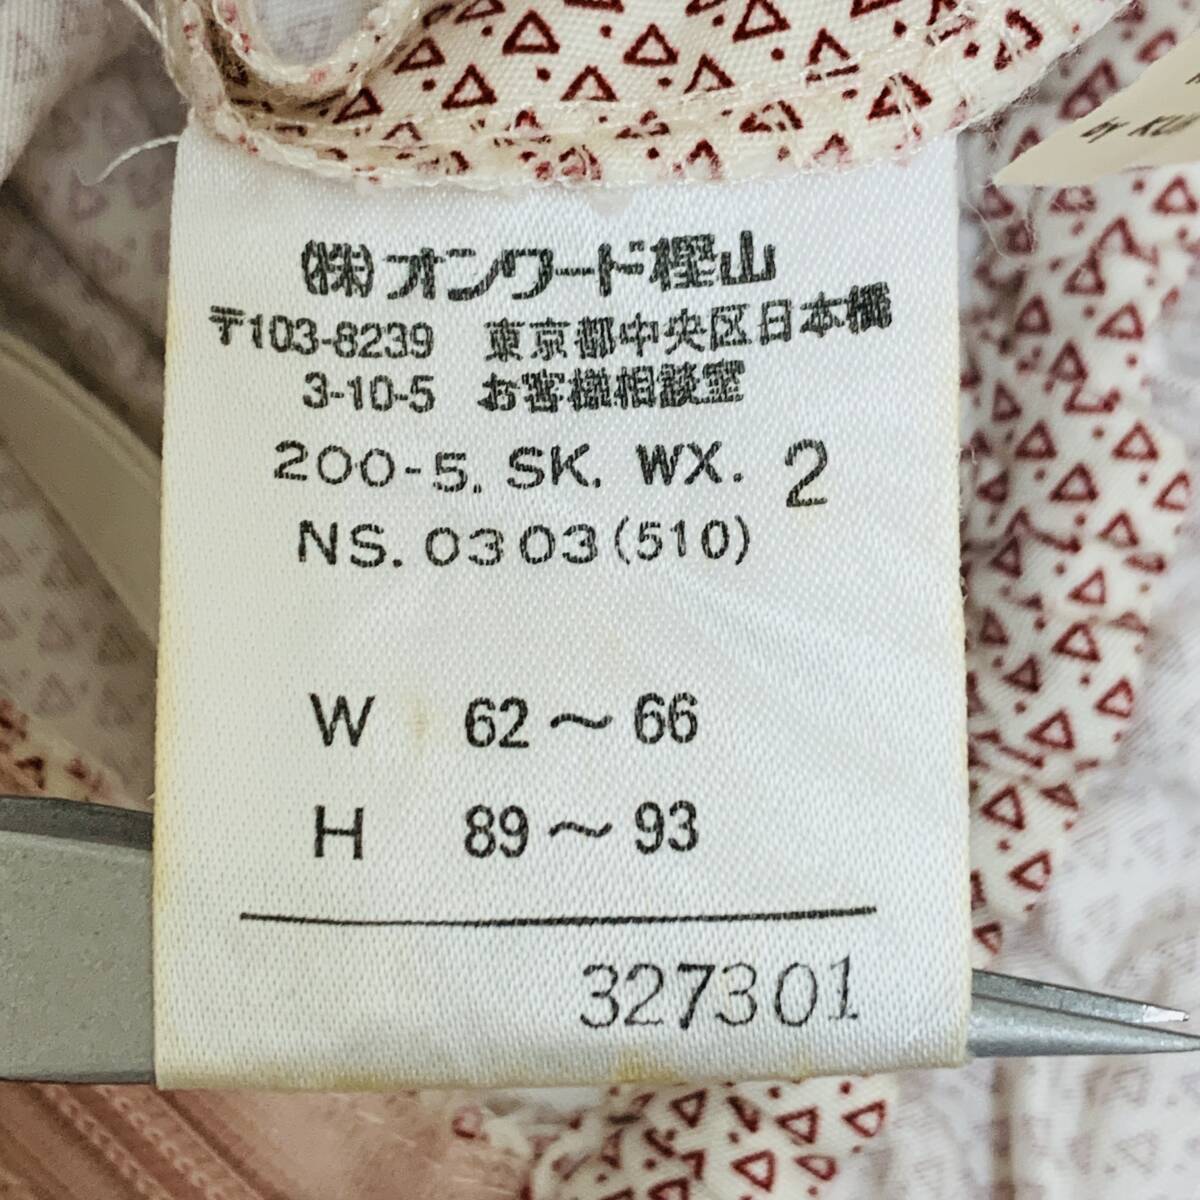 (株)オンワード樫山
〒103-8239 東京都中央区日本橋
3-10-5 お客様相談室
200-5. SK. WX. 2
NS. 0303(510)
W 62～66
H 89～93
327301
by